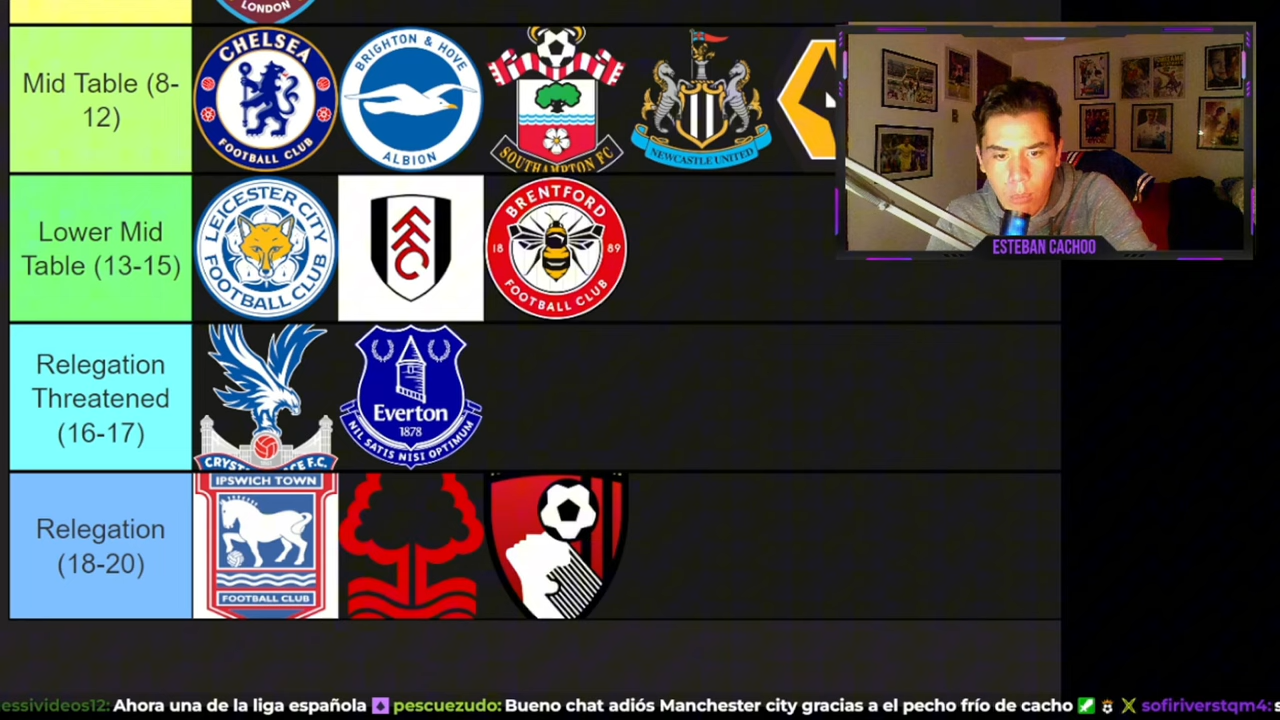 LONDON
Mid Table (8-
12)
CHELSEA
FOOTBALL CLUB
BRIGHTON & HOVE
ALBION
SOUTHAMPTON FC
NEWCASTLE UNITED
ESTEBAN CACHOO
Lower Mid
Table (13-15)
LEICESTER CITY
FOOTBALL CLUB
FFC
BRENTFORD
18 89
FOOTBALL CLUB
Relegation
Threatened
(16-17)
Everton
1878
NIL SATIS NISI OPTIMUM
Relegation
(18-20)
IPSWICH TOWN
FOOTBALL CLUB
essivideos12: Ahora una de la liga española pescuezudo: Bueno chat adiós Manchester city gracias a el pecho frío de cacho sofiriverstqm4: s